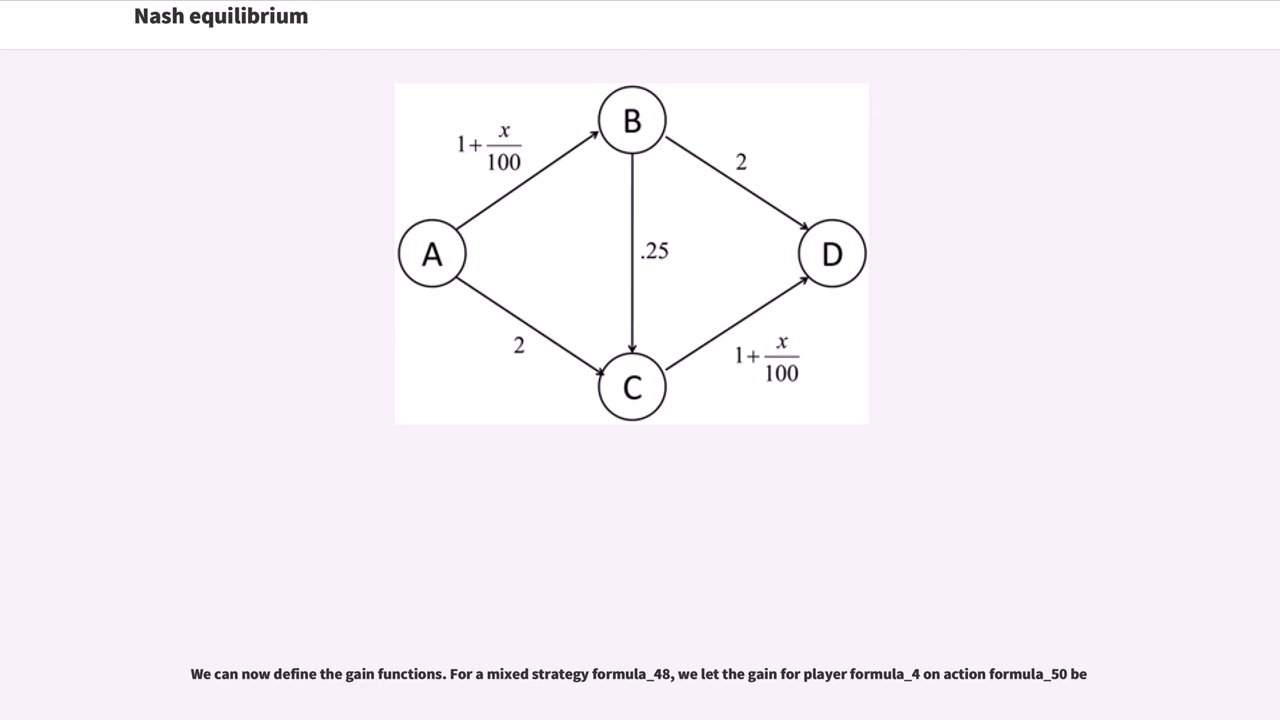 Nash equilibrium
B
1+ x/100
2
A
.25
D
2
1+ x/100
C
We can now define the gain functions. For a mixed strategy formula_48, we let the gain for player formula_4 on action formula_50 be